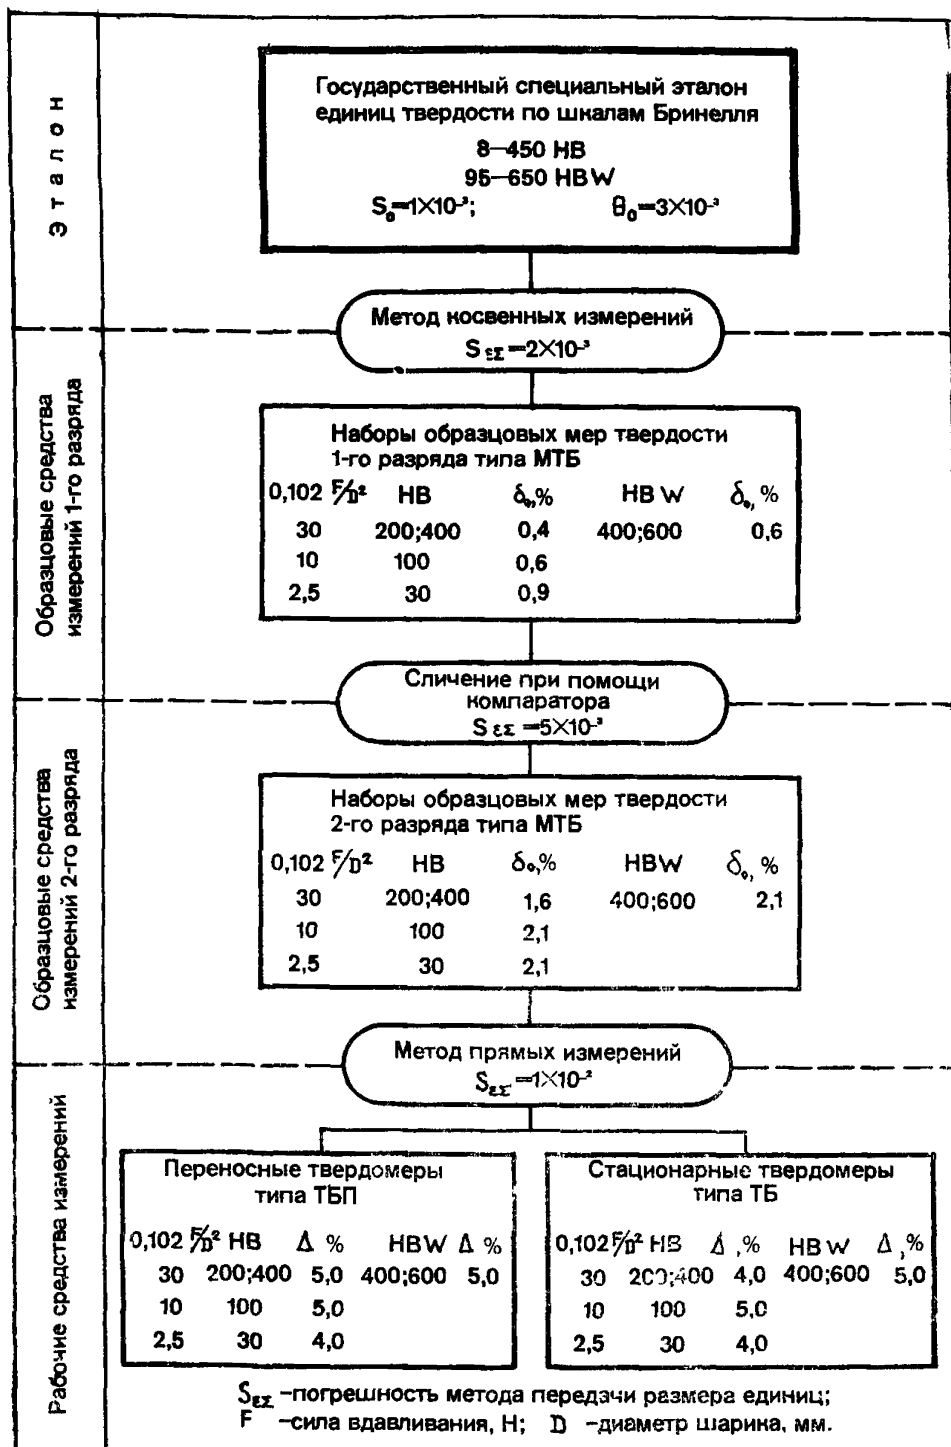 Эталон
Государственный специальный эталон
единиц твердости по шкалам Бринелля
8—450 HB
95—650 HBW
S₀=1×10⁻³; θ₀=3×10⁻³
Метод косвенных измерений
S εΣ =2×10⁻³
Образцовые средства
измерений 1-го разряда
Наборы образцовых мер твердости
1-го разряда типа МТБ
0,102 F/D² HB δ₀,% HBW δ₀, %
30 200;400 0,4 400;600 0,6
10 100 0,6
2,5 30 0,9
Сличение при помощи
компаратора
S εΣ =5×10⁻³
Образцовые средства
измерений 2-го разряда
Наборы образцовых мер твердости
2-го разряда типа МТБ
0,102 F/D² HB δ₀,% HBW δ₀, %
30 200;400 1,6 400;600 2,1
10 100 2,1
2,5 30 2,1
Метод прямых измерений
S εΣ =1×10⁻²
Рабочие средства измерений
Переносные твердомеры
типа ТБП
0,102 F/D² HB Δ % HBW Δ %
30 200;400 5,0 400;600 5,0
10 100 5,0
2,5 30 4,0
Стационарные твердомеры
типа ТБ
0,102 F/D² HB Δ ,% HBW Δ ,%
30 200;400 4,0 400;600 5,0
10 100 5,0
2,5 30 4,0
S εΣ –погрешность метода передачи размера единиц;
F –сила вдавливания, Н; D –диаметр шарика, мм.